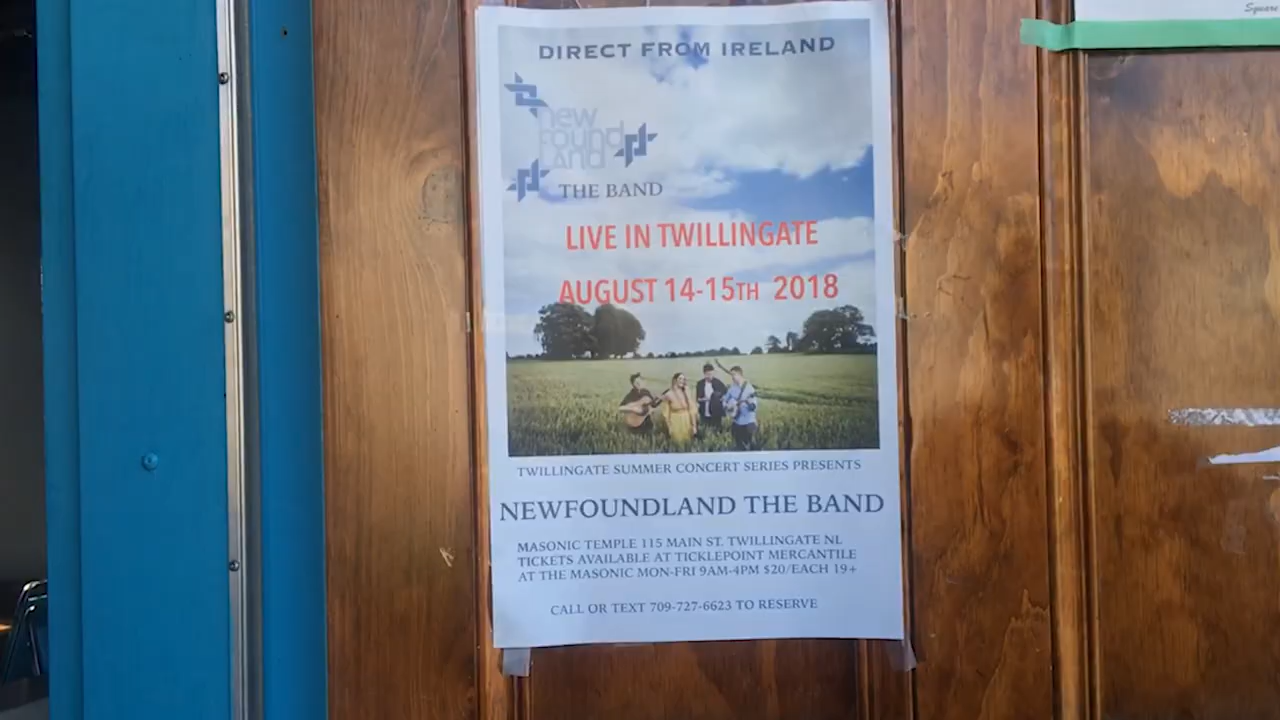 Square
DIRECT FROM IRELAND
new
found
LAND
THE BAND
LIVE IN TWILLINGATE
AUGUST 14-15TH 2018
TWILLINGATE SUMMER CONCERT SERIES PRESENTS
NEWFOUNDLAND THE BAND
MASONIC TEMPLE 115 MAIN ST. TWILLINGATE NL
TICKETS AVAILABLE AT TICKLEPOINT MERCANTILE
AT THE MASONIC MON-FRI 9AM-4PM $20/EACH 19+
CALL OR TEXT 709-727-6623 TO RESERVE